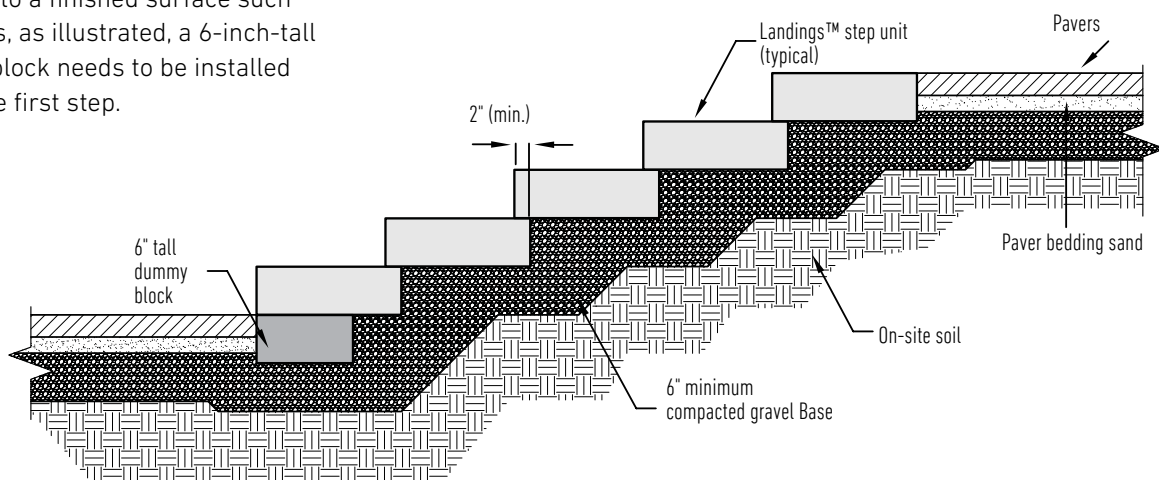 to a finished surface such
s, as illustrated, a 6-inch-tall
block needs to be installed
e first step.
Landings™ step unit
(typical)
Pavers
2" (min.)
6" tall
dummy
block
Paver bedding sand
On-site soil
6" minimum
compacted gravel Base